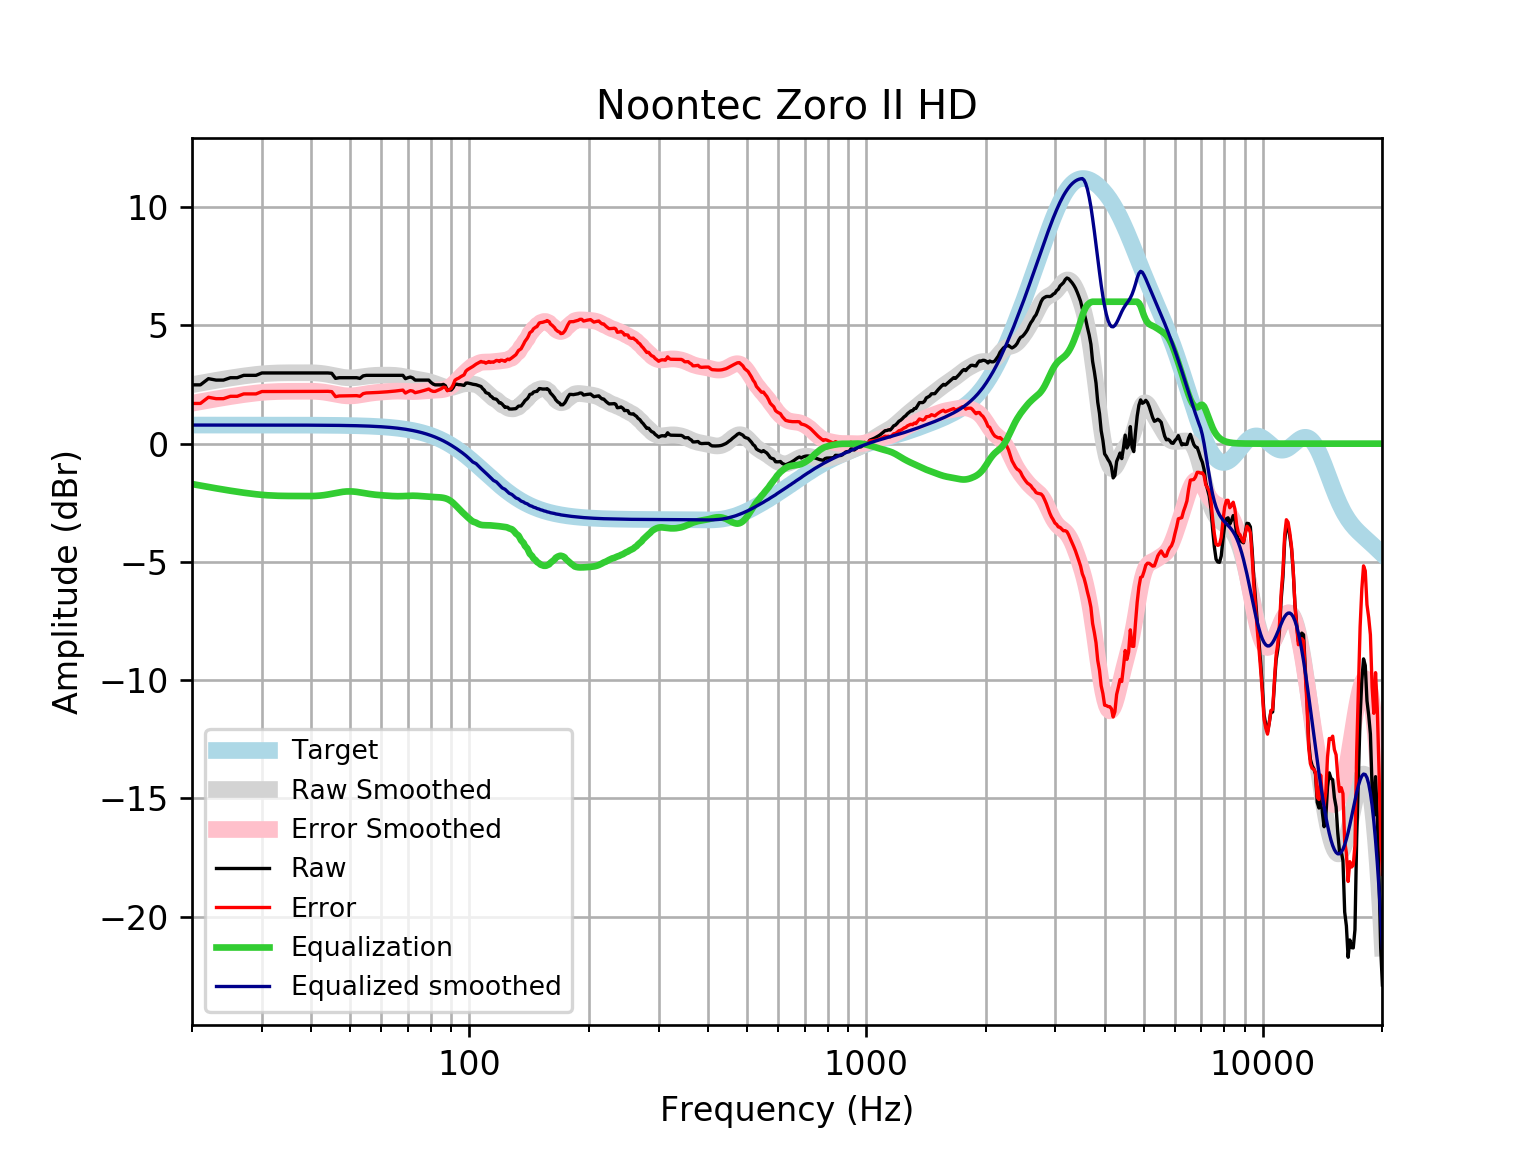 Noontec Zoro II HD
10
5
0
−5
−10
−15
−20
Amplitude (dBr)
Target
Raw Smoothed
Error Smoothed
Raw
Error
Equalization
Equalized smoothed
100
1000
10000
Frequency (Hz)